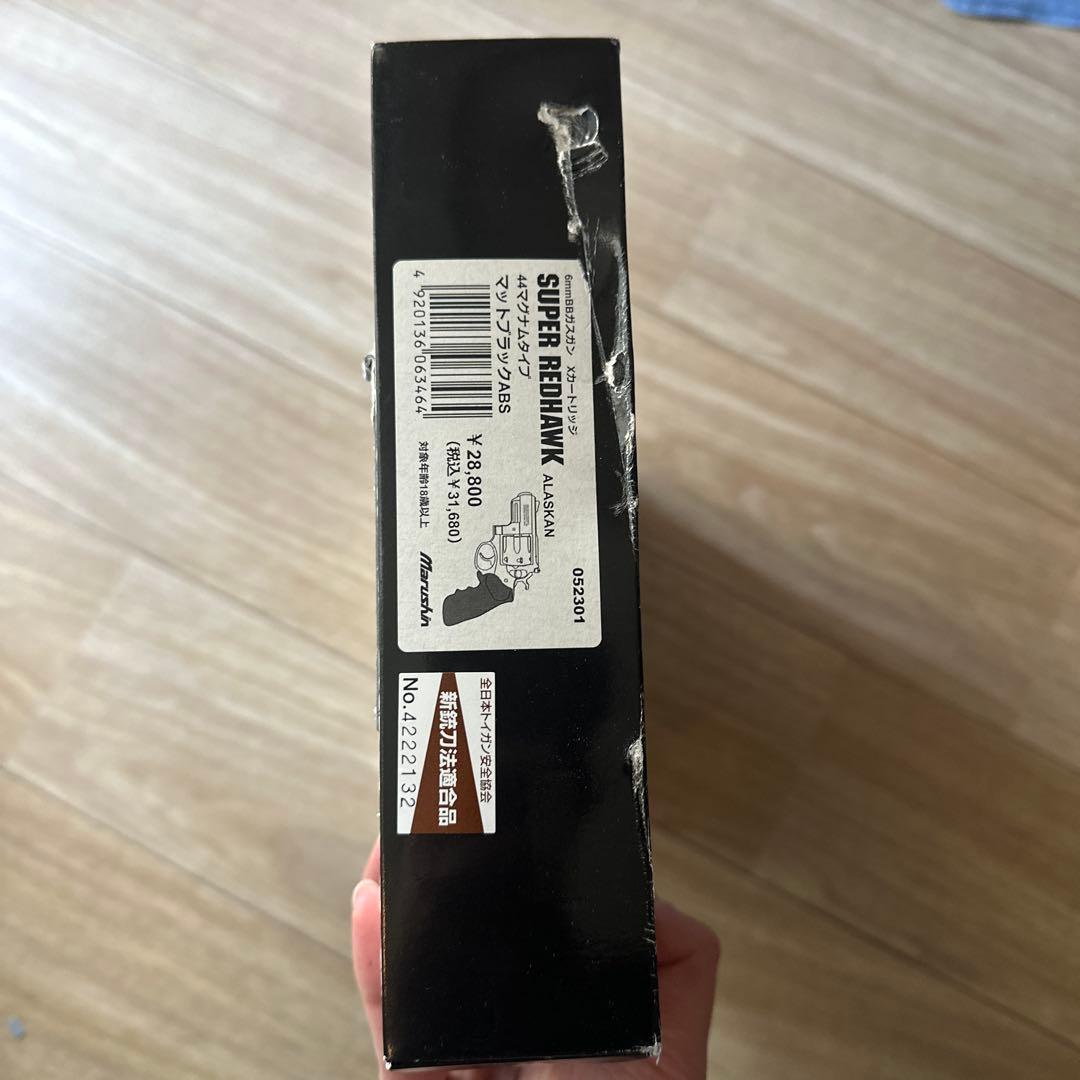 6mmBBガスガン Xカートリッジ
SUPER REDHAWK ALASKAN
44マグナムタイプ
マットブラックABS
052301
4 920136 063464
¥28,800
(税込¥31,680)
対象年齢18歳以上
Marushin
全日本トイガン安全協会
新銃刀法適合品
No.4222132